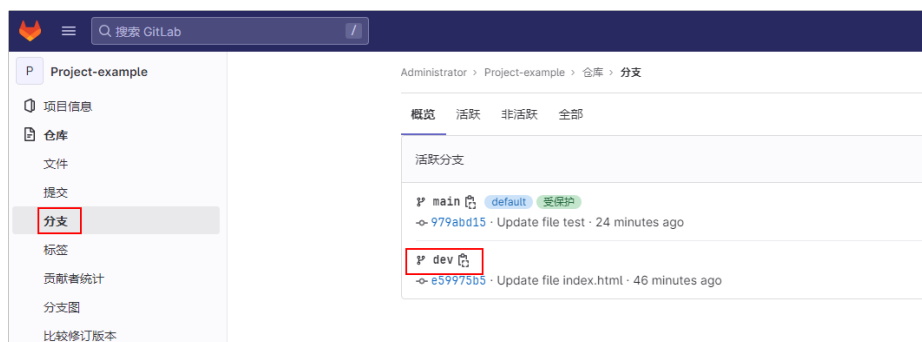 搜索 GitLab /
P Project-example
项目信息
仓库
文件
提交
分支
标签
贡献者统计
分支图
比较修订版本
Administrator › Project-example › 仓库 › 分支
概览 活跃 非活跃 全部
活跃分支
main default 受保护
979abd15 · Update file test · 24 minutes ago
dev
e59975b5 · Update file index.html · 46 minutes ago